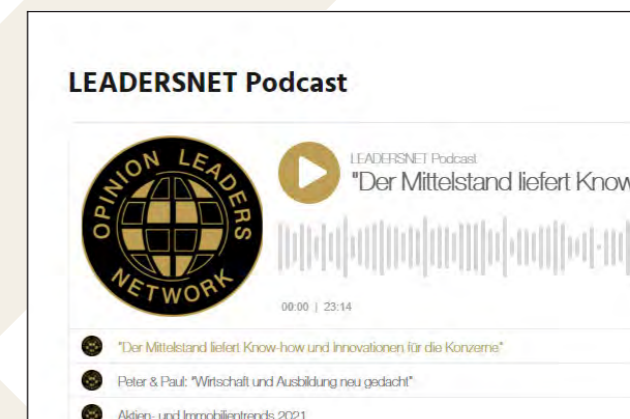 LEADERSNET Podcast
OPINION LEADERS
NETWORK
LEADERSNET Podcast
"Der Mittelstand liefert Know
00:00 | 23:14
"Der Mittelstand liefert Know-how und Innovationen für die Konzerne"
Peter & Paul: "Wirtschaft und Ausbildung neu gedacht"
Aktien- und Immobilientrends 2021